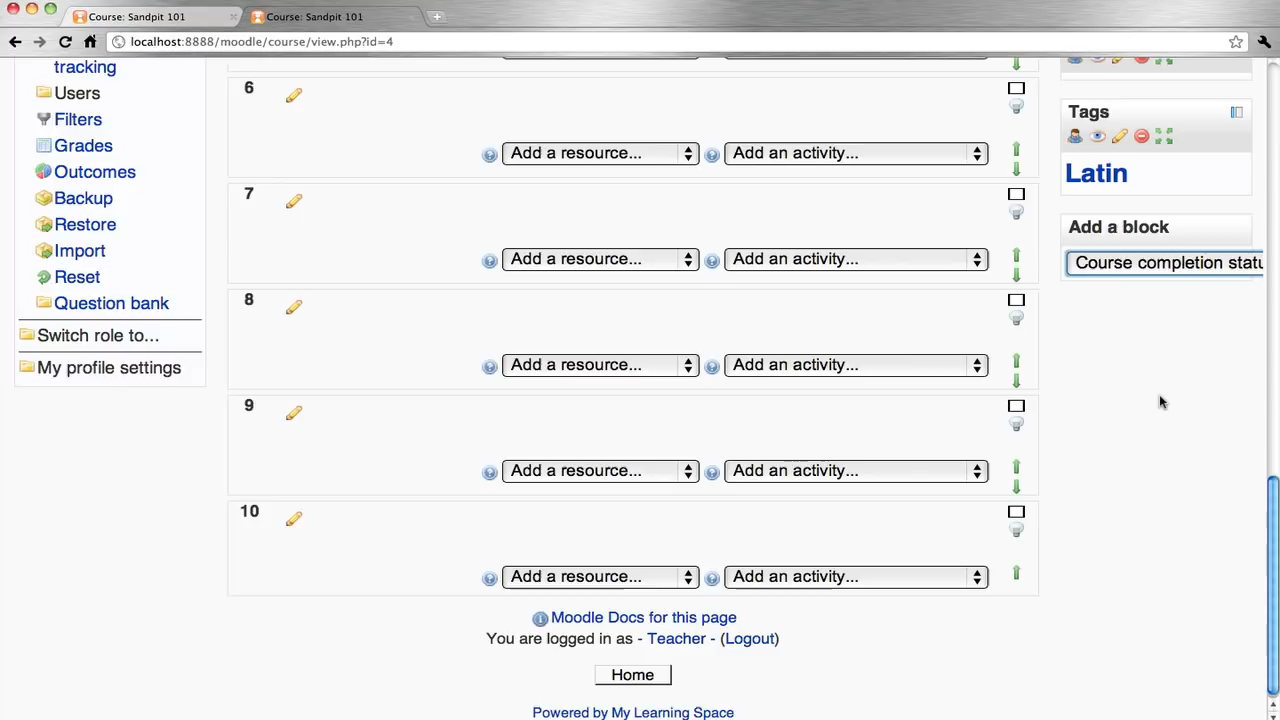 Course: Sandpit 101
Course: Sandpit 101
localhost:8888/moodle/course/view.php?id=4
tracking
Users
Filters
Grades
Outcomes
Backup
Restore
Import
Reset
Question bank
Switch role to...
My profile settings
6
Add a resource... Add an activity...
7
Add a resource... Add an activity...
8
Add a resource... Add an activity...
9
Add a resource... Add an activity...
10
Add a resource... Add an activity...
Moodle Docs for this page
You are logged in as - Teacher - (Logout)
Home
Powered by My Learning Space
Tags
Latin
Add a block
Course completion statu